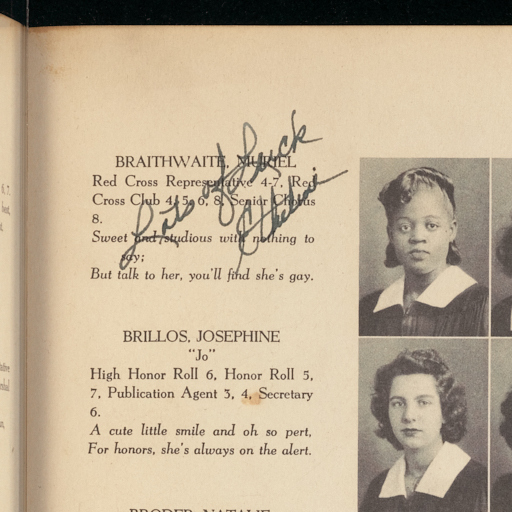 Lots of Luck
BRAITHWAITE, MURIEL
Red Cross Representative 4-7, Red
Cross Club 4, 5, 6, 8, Senior Chorus
8.
Sweet and studious with nothing to
say;
But talk to her, you'll find she's gay.
BRILLOS, JOSEPHINE
"Jo"
High Honor Roll 6, Honor Roll 5,
7, Publication Agent 3, 4, Secretary
6.
A cute little smile and oh so pert,
For honors, she's always on the alert.
BRODER, NATALIE